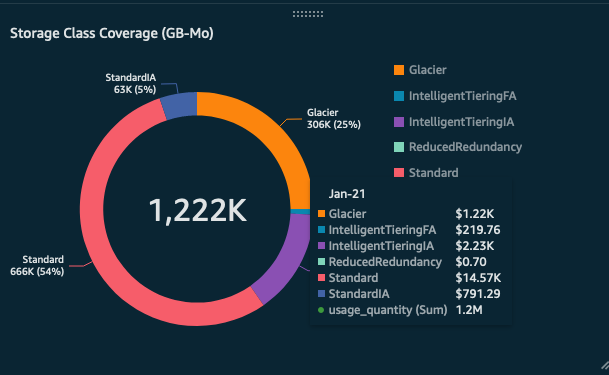 Storage Class Coverage (GB-Mo)
StandardIA
63K (5%)
Glacier
306K (25%)
1,222K
Standard
666K (54%)
Glacier
IntelligentTieringFA
IntelligentTieringIA
ReducedRedundancy
Standard
Jan-21
Glacier $1.22K
IntelligentTieringFA $219.76
IntelligentTieringIA $2.23K
ReducedRedundancy $0.70
Standard $14.57K
StandardIA $791.29
usage_quantity (Sum) 1.2M